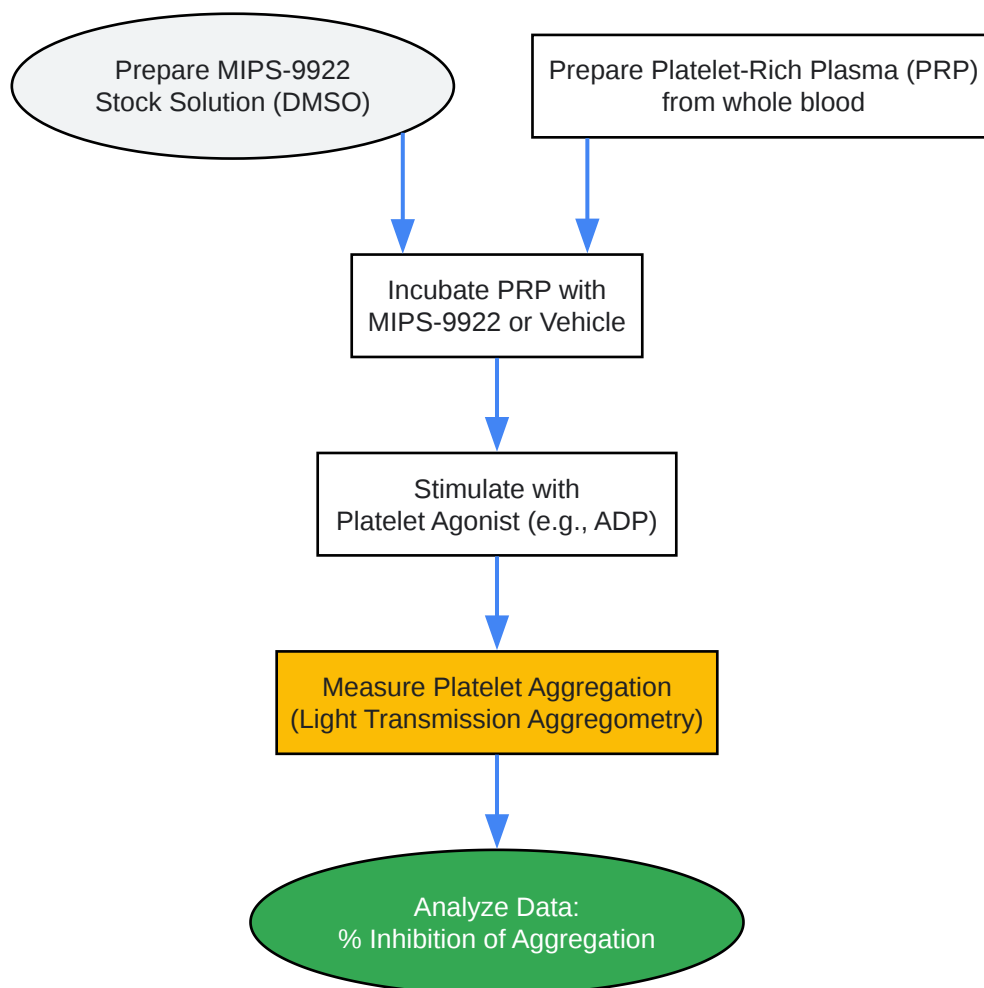 Prepare MIPS-9922
Stock Solution (DMSO)
Prepare Platelet-Rich Plasma (PRP)
from whole blood
Incubate PRP with
MIPS-9922 or Vehicle
Stimulate with
Platelet Agonist (e.g., ADP)
Measure Platelet Aggregation
(Light Transmission Aggregometry)
Analyze Data:
% Inhibition of Aggregation